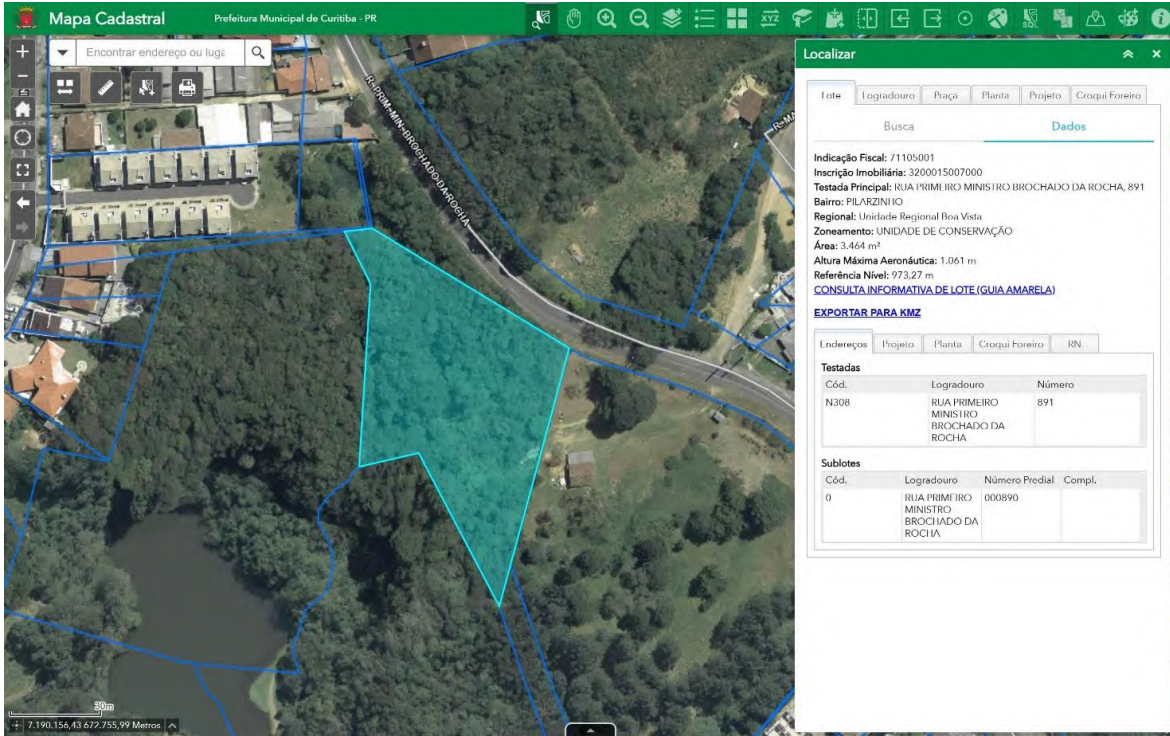 Mapa Cadastral
Prefeitura Municipal de Curitiba - PR
XYZ
SQL
Encontrar endereço ou luga
R-PRIM-MIN-BROCHADO-DA-ROCHA
R-MA
30m
7.190.156,43 672.755,99 Metros
Localizar
Lote Logradouro Praça Planta Projeto Croqui Foreiro
Busca Dados
Indicação Fiscal: 71105001
Inscrição Imobiliária: 3200015007000
Testada Principal: RUA PRIMEIRO MINISTRO BROCHADO DA ROCHA, 891
Bairro: PILARZINHO
Regional: Unidade Regional Boa Vista
Zoneamento: UNIDADE DE CONSERVAÇÃO
Área: 3.464 m²
Altura Máxima Aeronáutica: 1.061 m
Referência Nível: 973,27 m
CONSULTA INFORMATIVA DE LOTE (GUIA AMARELA)
EXPORTAR PARA KMZ
Endereços Projeto Planta Croqui Foreiro RN
Testadas
Cód. Logradouro Número
N308 RUA PRIMEIRO 891
MINISTRO
BROCHADO DA
ROCHA
Sublotes
Cód. Logradouro Número Predial Compl.
0 RUA PRIMEIRO 000890
MINISTRO
BROCHADO DA
ROCHA